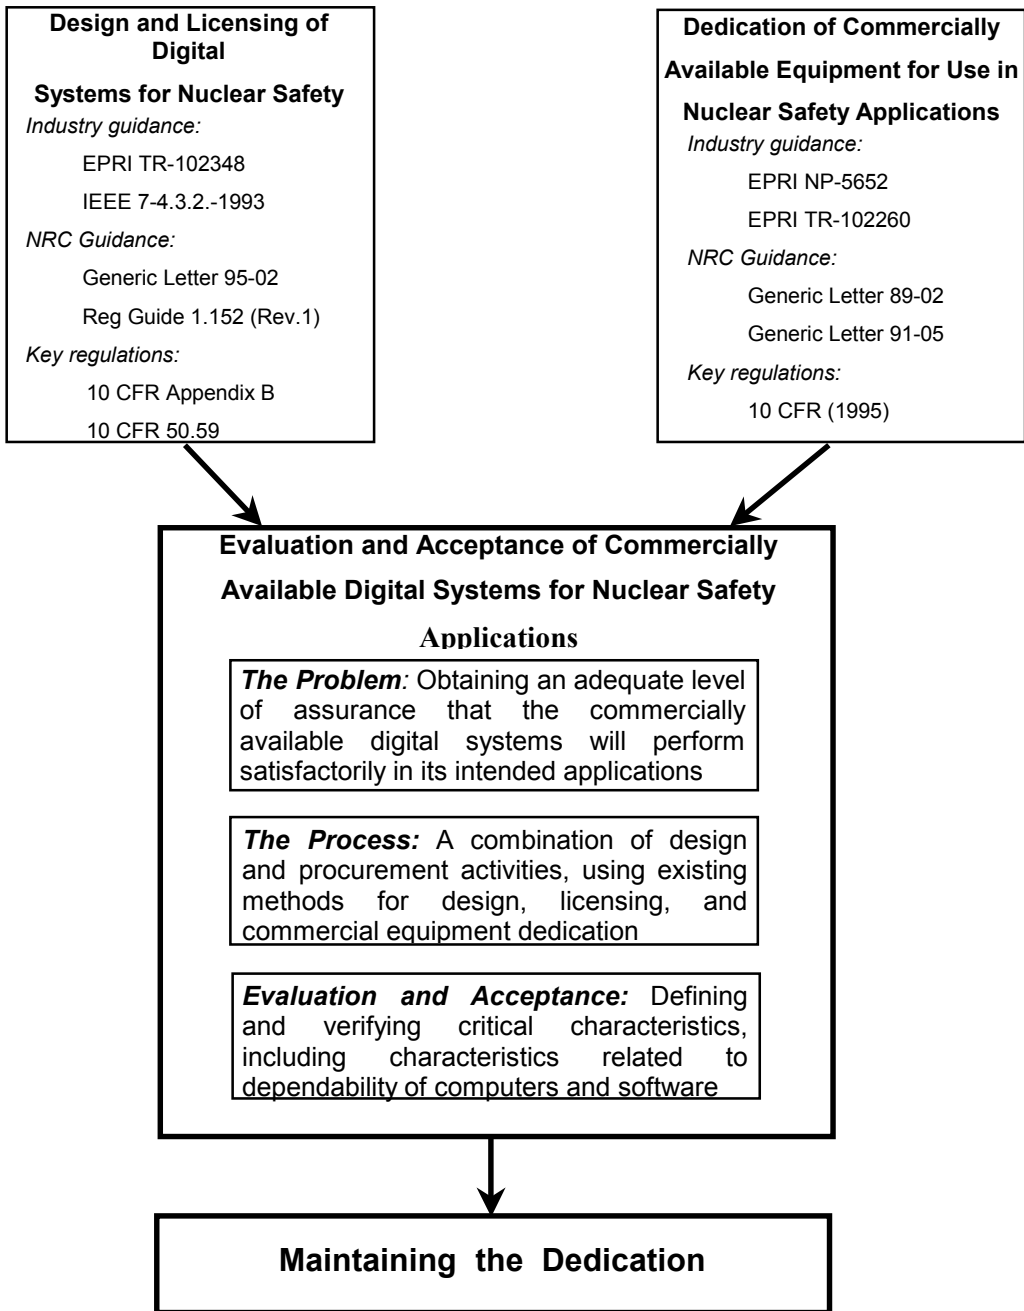 Design and Licensing of
Digital
Systems for Nuclear Safety
Industry guidance:
EPRI TR-102348
IEEE 7-4.3.2.-1993
NRC Guidance:
Generic Letter 95-02
Reg Guide 1.152 (Rev.1)
Key regulations:
10 CFR Appendix B
10 CFR 50.59
Dedication of Commercially
Available Equipment for Use in
Nuclear Safety Applications
Industry guidance:
EPRI NP-5652
EPRI TR-102260
NRC Guidance:
Generic Letter 89-02
Generic Letter 91-05
Key regulations:
10 CFR (1995)
Evaluation and Acceptance of Commercially
Available Digital Systems for Nuclear Safety
Applications
The Problem: Obtaining an adequate level
of assurance that the commercially
available digital systems will perform
satisfactorily in its intended applications
The Process: A combination of design
and procurement activities, using existing
methods for design, licensing, and
commercial equipment dedication
Evaluation and Acceptance: Defining
and verifying critical characteristics,
including characteristics related to
dependability of computers and software
Maintaining the Dedication